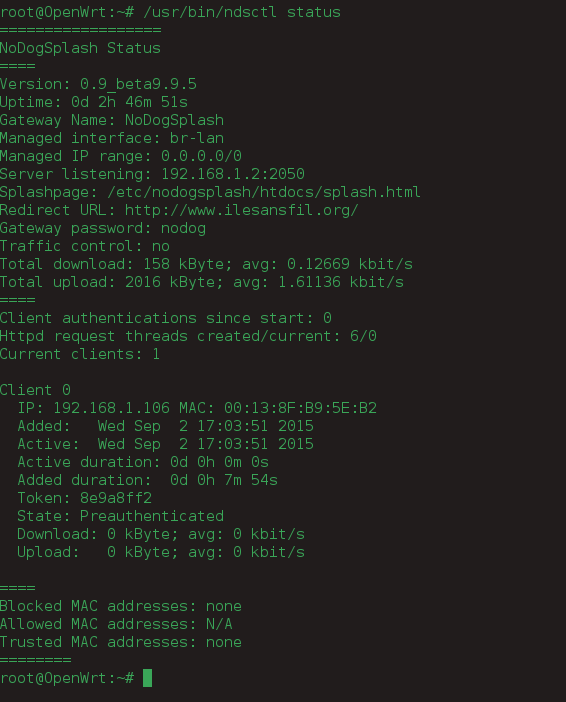 root@OpenWrt:~# /usr/bin/ndsctl status
==================
NoDogSplash Status
====
Version: 0.9_beta9.9.5
Uptime: 0d 2h 46m 51s
Gateway Name: NoDogSplash
Managed interface: br-lan
Managed IP range: 0.0.0.0/0
Server listening: 192.168.1.2:2050
Splashpage: /etc/nodogsplash/htdocs/splash.html
Redirect URL: http://www.ilesansfil.org/
Gateway password: nodog
Traffic control: no
Total download: 158 kByte; avg: 0.12669 kbit/s
Total upload: 2016 kByte; avg: 1.61136 kbit/s
====
Client authentications since start: 0
Httpd request threads created/current: 6/0
Current clients: 1

Client 0
  IP: 192.168.1.106 MAC: 00:13:8F:B9:5E:B2
  Added:   Wed Sep  2 17:03:51 2015
  Active:  Wed Sep  2 17:03:51 2015
  Active duration: 0d 0h 0m 0s
  Added duration:  0d 0h 7m 54s
  Token: 8e9a8ff2
  State: Preauthenticated
  Download: 0 kByte; avg: 0 kbit/s
  Upload:   0 kByte; avg: 0 kbit/s

====
Blocked MAC addresses: none
Allowed MAC addresses: N/A
Trusted MAC addresses: none
========
root@OpenWrt:~#